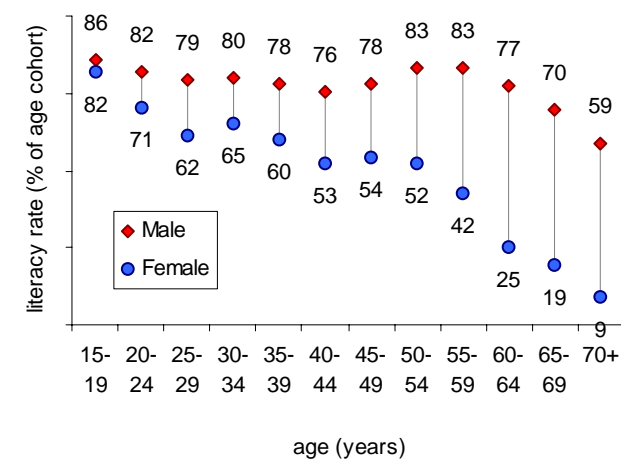 literacy rate (% of age cohort)
86 82 79 80 78 76 78 83 83 77 70 59
82 71 62 65 60 53 54 52 42 25 19 9
Male
Female
15- 20- 25- 30- 35- 40- 45- 50- 55- 60- 65- 70+
19 24 29 34 39 44 49 54 59 64 69
age (years)